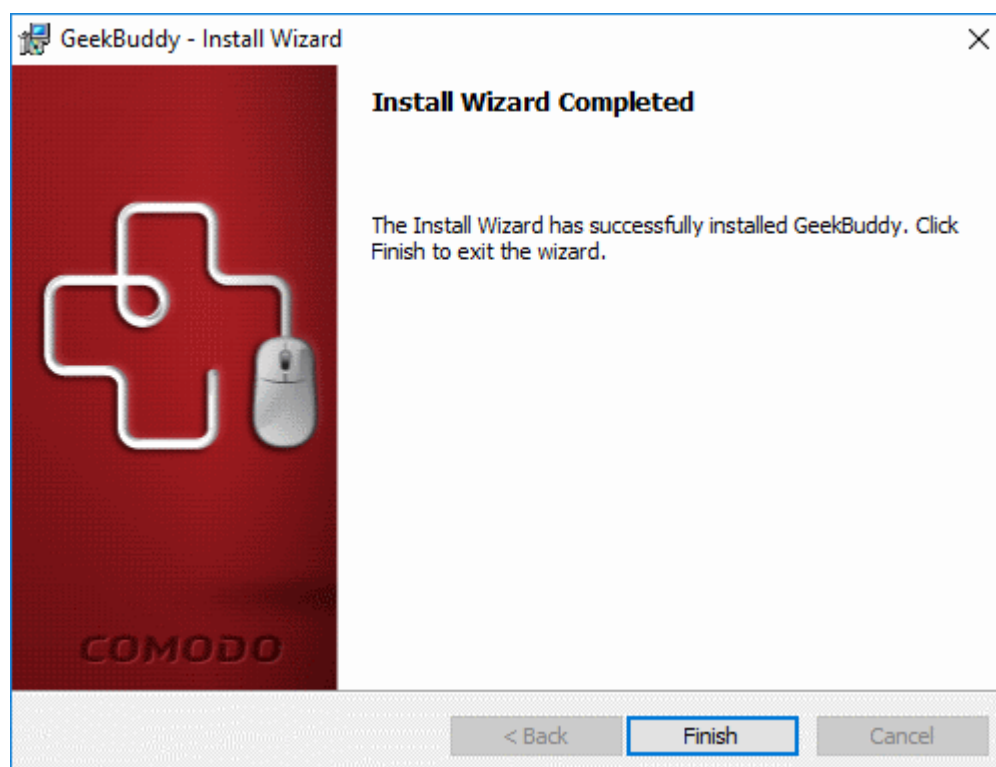 GeekBuddy - Install Wizard
Install Wizard Completed
The Install Wizard has successfully installed GeekBuddy. Click
Finish to exit the wizard.
COMODO
< Back
Finish
Cancel